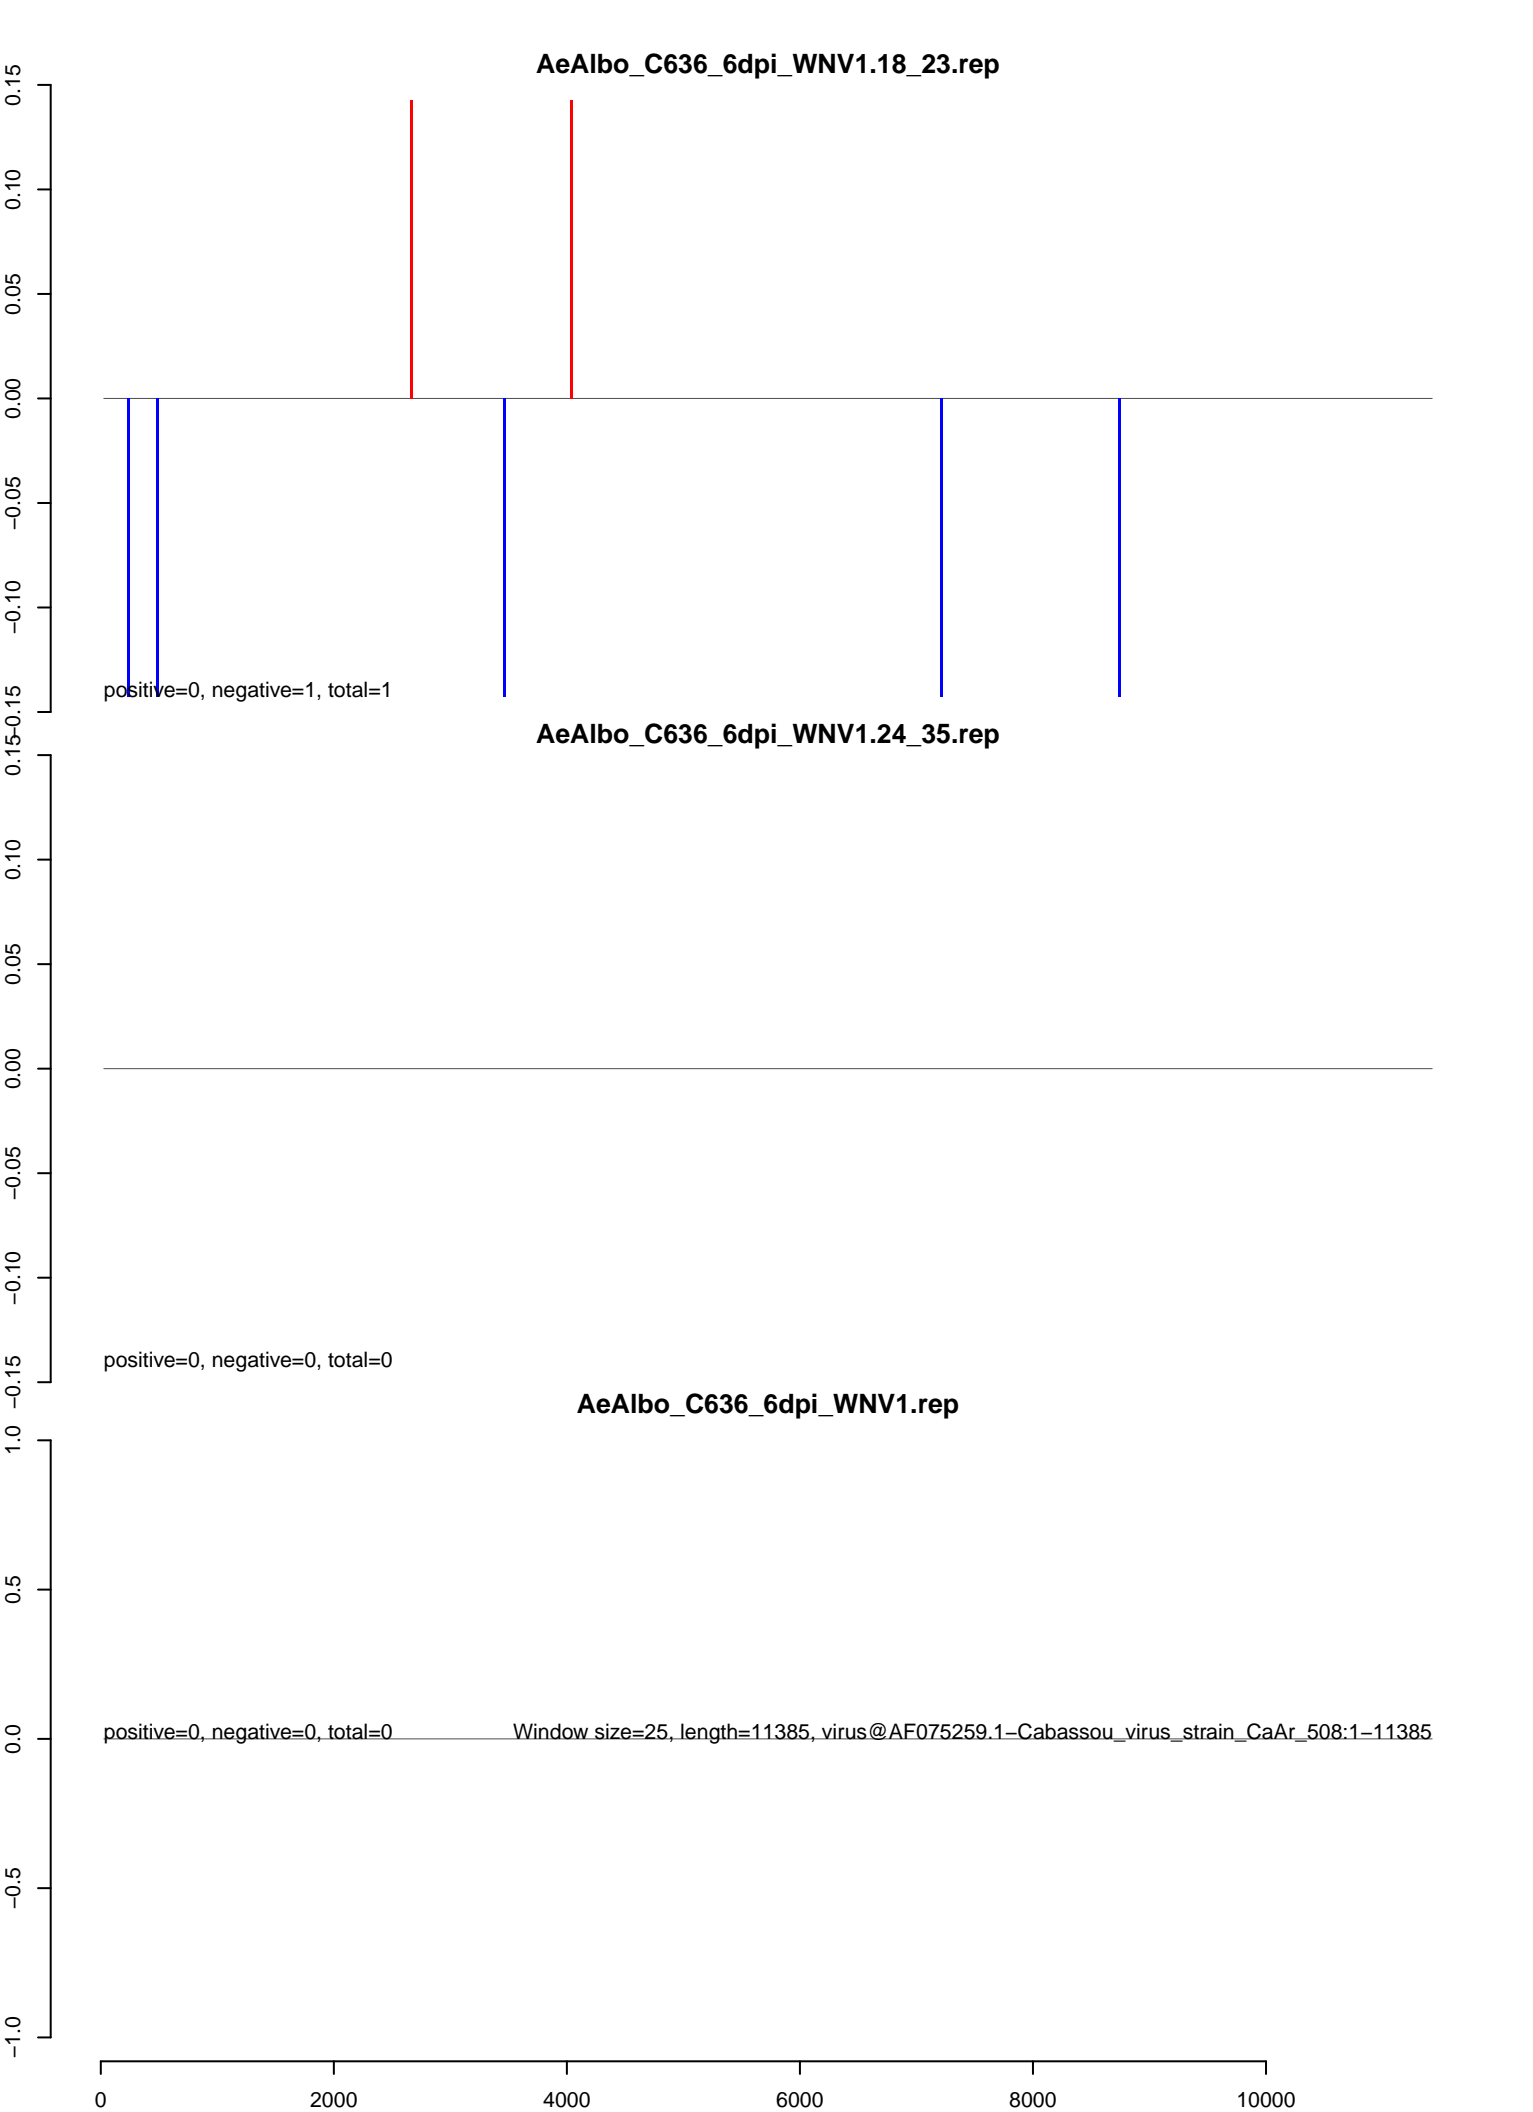 AeAlbo_C636_6dpi_WNV1.18_23.rep
0.15
0.10
0.05
0.00
−0.05
−0.10
−0.15
positive=0, negative=1, total=1
AeAlbo_C636_6dpi_WNV1.24_35.rep
0.15
0.10
0.05
0.00
−0.05
−0.10
−0.15
positive=0, negative=0, total=0
AeAlbo_C636_6dpi_WNV1.rep
1.0
0.5
0.0
−0.5
−1.0
positive=0, negative=0, total=0
Window size=25, length=11385, virus@AF075259.1−Cabassou_virus_strain_CaAr_508:1−11385
0 2000 4000 6000 8000 10000